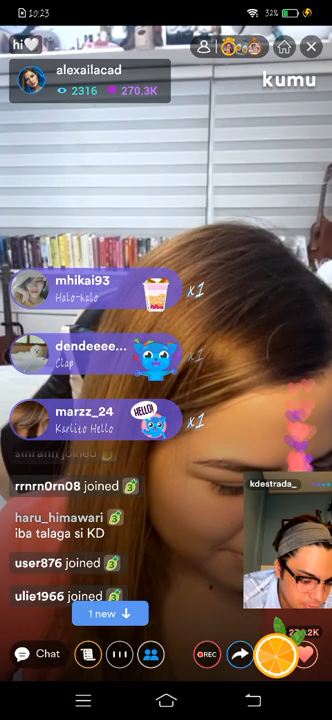 10:23
32%
hi🤍
alexailacad
2316 270.3K
kumu
mhikai93
Halo-halo
x1
dendeeee...
Clap
x1
HELLO!
marzz_24
Karlito Hello
x1
joined
rrnrn0rn08 joined
haru_himawari
iba talaga si KD
user876 joined
ulie1966 joined
1 new ↓
kdestrada_
Chat
REC